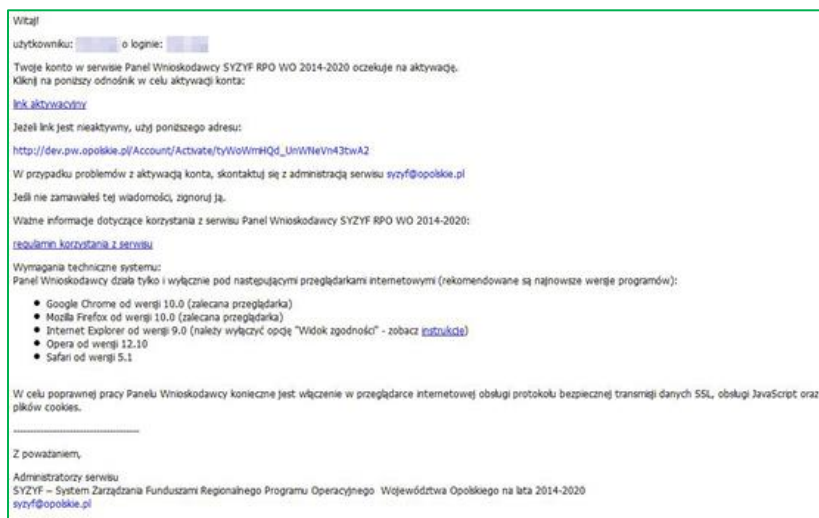 Witaj!
użytkowniku: o loginie:
Twoje konto w serwisie Panel Wnioskodawcy SYZYF RPO WO 2014-2020 oczekuje na aktywację.
Kliknij na poniższy odnośnik w celu aktywacji konta:
link aktywacyjny
Jeżeli link jest nieaktywny, użyj poniższego adresu:
http://dev.pw.opolskie.pl/Account/Activate/tyWoWmHQd_UnWNeVn43twA2
W przypadku problemów z aktywacją konta, skontaktuj się z administracją serwisu syzyf@opolskie.pl
Jeśli nie zamawiałeś tej wiadomości, zignoruj ją.
Ważne informacje dotyczące korzystania z serwisu Panel Wnioskodawcy SYZYF RPO WO 2014-2020:
regulamin korzystania z serwisu
Wymagania techniczne systemu:
Panel Wnioskodawcy działa tylko i wyłącznie pod następującymi przeglądarkami internetowymi (rekomendowane są najnowsze wersje programów):
● Google Chrome od wersji 10.0 (zalecana przeglądarka)
● Mozilla Firefox od wersji 10.0 (zalecana przeglądarka)
● Internet Explorer od wersji 9.0 (należy wyłączyć opcję "Widok zgodności" - zobacz instrukcję)
● Opera od wersji 12.10
● Safari od wersji 5.1
W celu poprawnej pracy Panelu Wnioskodawcy konieczne jest włączenie w przeglądarce internetowej obsługi protokołu bezpiecznej transmisji danych SSL, obsługi JavaScript oraz
plików cookies.
------------------------------------
Z poważaniem,
Administratorzy serwisu
SYZYF – System Zarządzania Funduszami Regionalnego Programu Operacyjnego Województwa Opolskiego na lata 2014-2020
syzyf@opolskie.pl